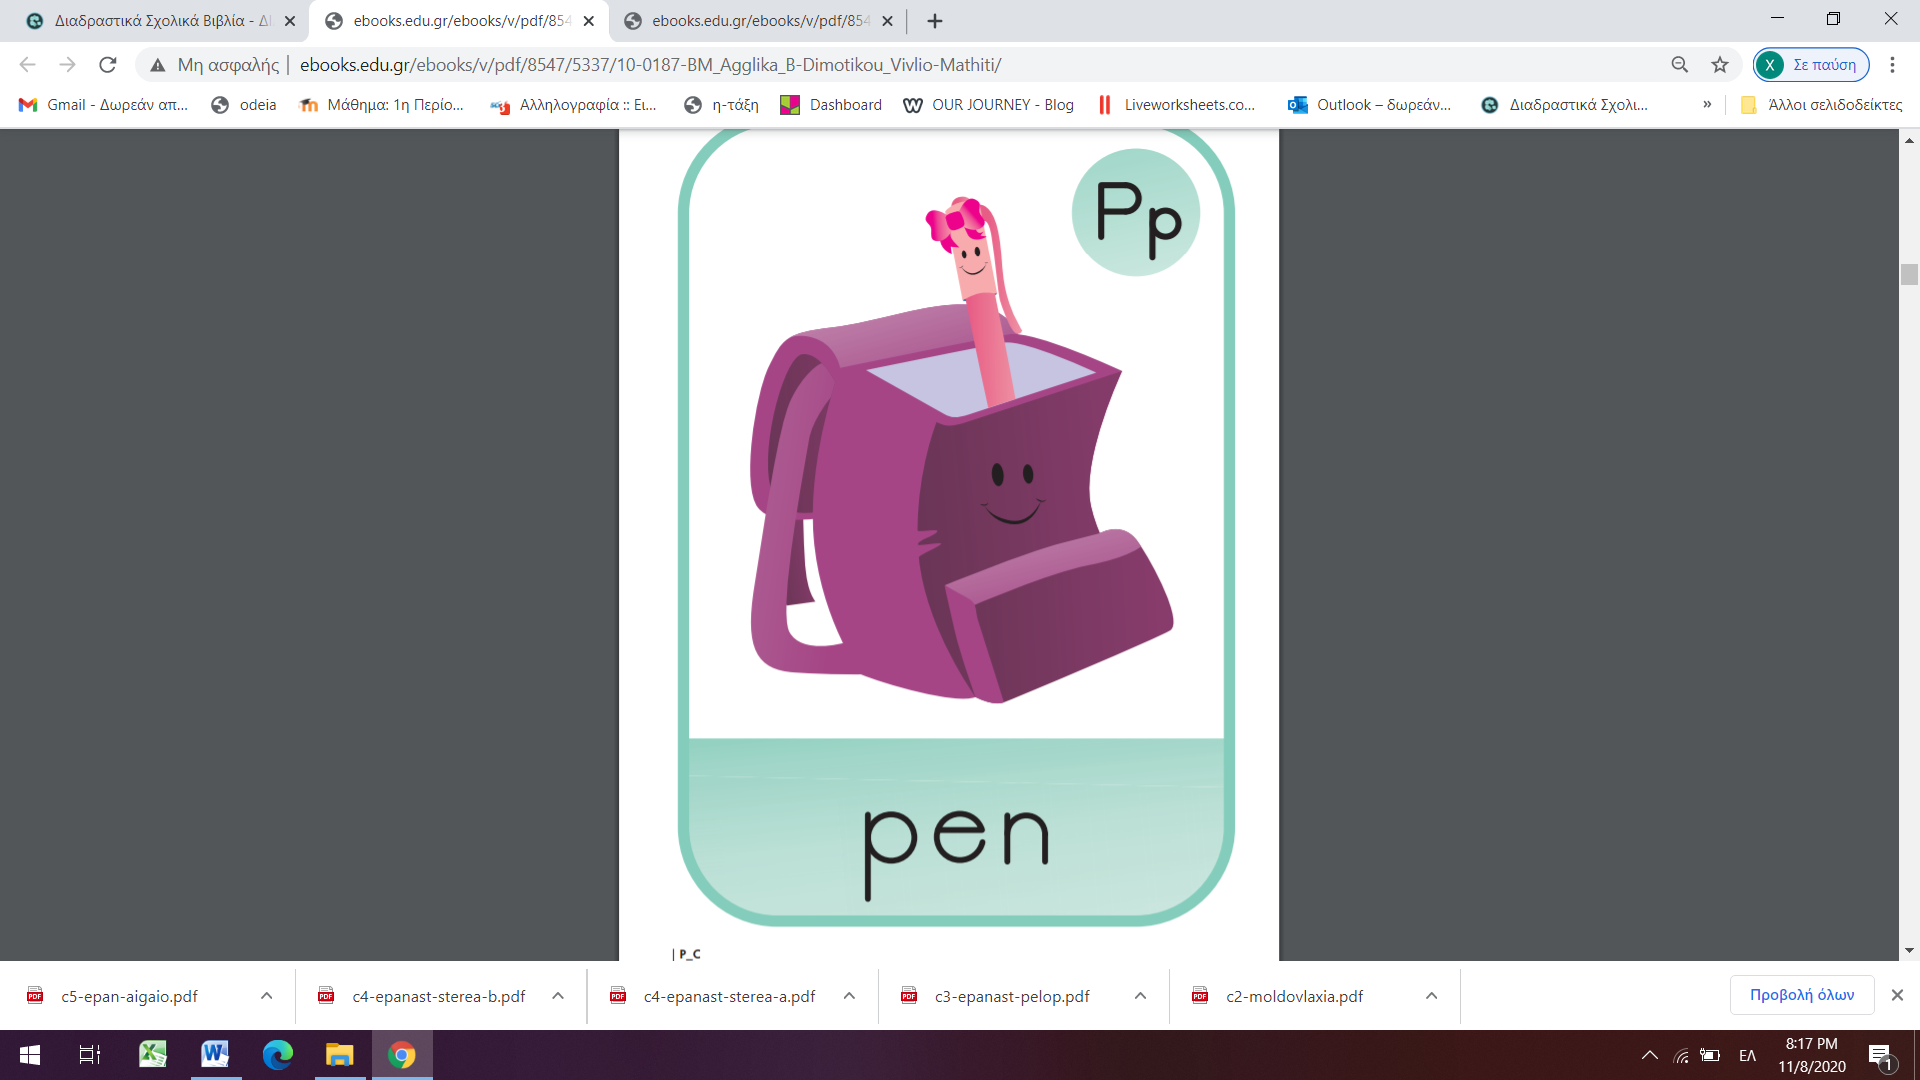 Διαδραστικά Σχολικά Βιβλία - ΔΙ
ebooks.edu.gr/ebooks/v/pdf/854
ebooks.edu.gr/ebooks/v/pdf/854
Μη ασφαλής | ebooks.edu.gr/ebooks/v/pdf/8547/5337/10-0187-BM_Agglika_B-Dimotikou_Vivlio-Mathiti/
X Σε παύση
Gmail - Δωρεάν απ...
odeia
Μάθημα: 1η Περίο...
Αλληλογραφία :: Ει...
η-τάξη
Dashboard
OUR JOURNEY - Blog
Liveworksheets.co...
Outlook – δωρεάν...
Διαδραστικά Σχολι...
»
Άλλοι σελιδοδείκτες
Pp
pen
| P_C
c5-epan-aigaio.pdf
c4-epanast-sterea-b.pdf
c4-epanast-sterea-a.pdf
c3-epanast-pelop.pdf
c2-moldovlaxia.pdf
Προβολή όλων
ΕΛ
8:17 PM
11/8/2020
1